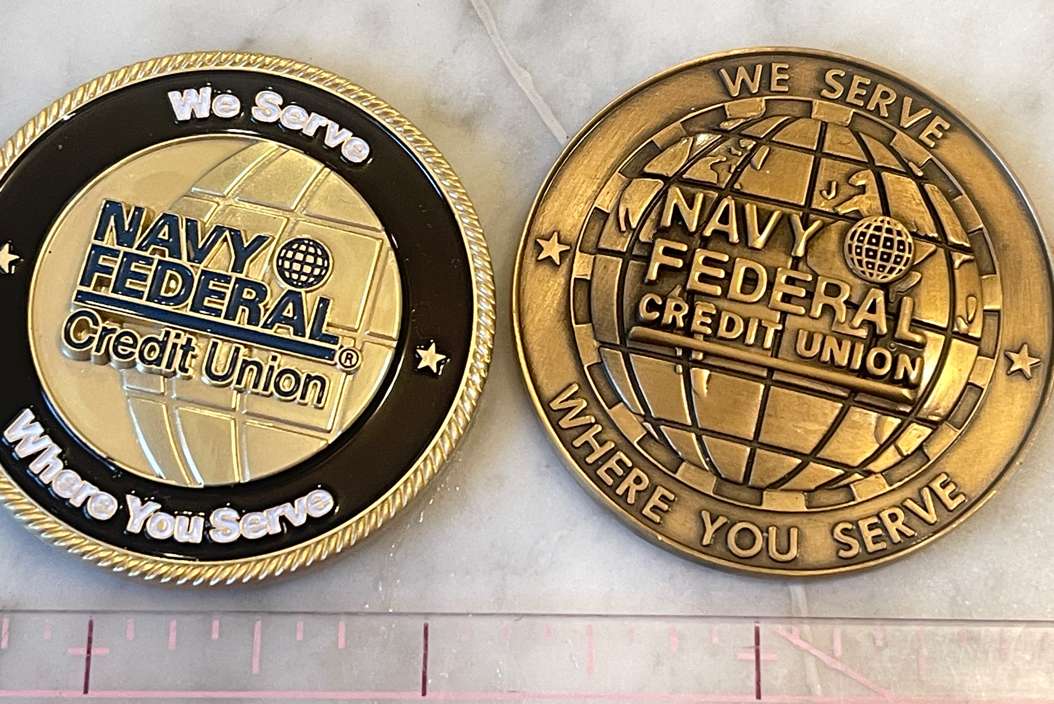 We Serve
NAVY
FEDERAL®
Credit Union
Where You Serve
WE SERVE
NAVY
FEDERAL
CREDIT UNION
WHERE YOU SERVE